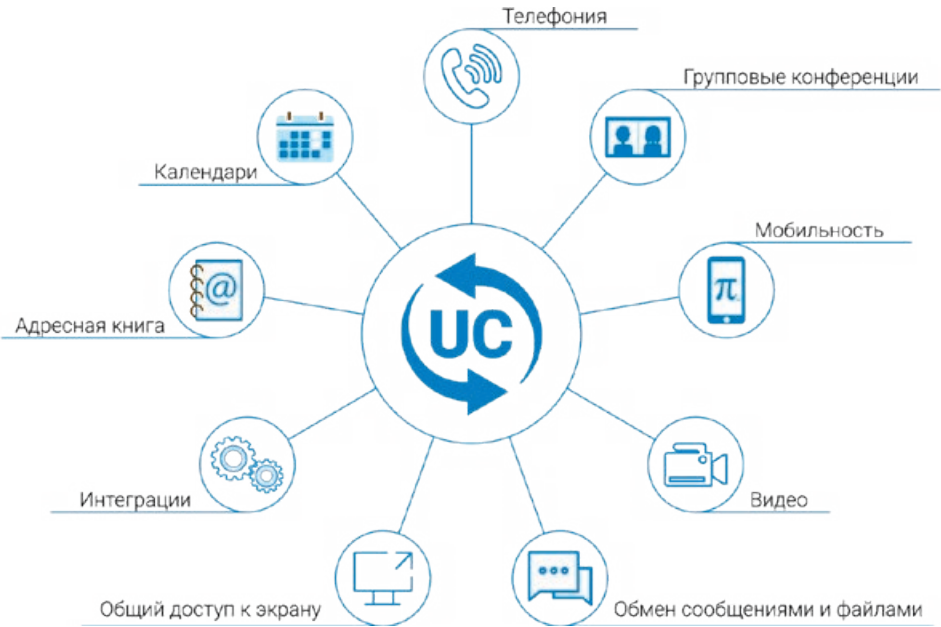 Телефония
Групповые конференции
Календари
Мобильность
@
π
Адресная книга
UC
Интеграции
Видео
Общий доступ к экрану
Обмен сообщениями и файлами